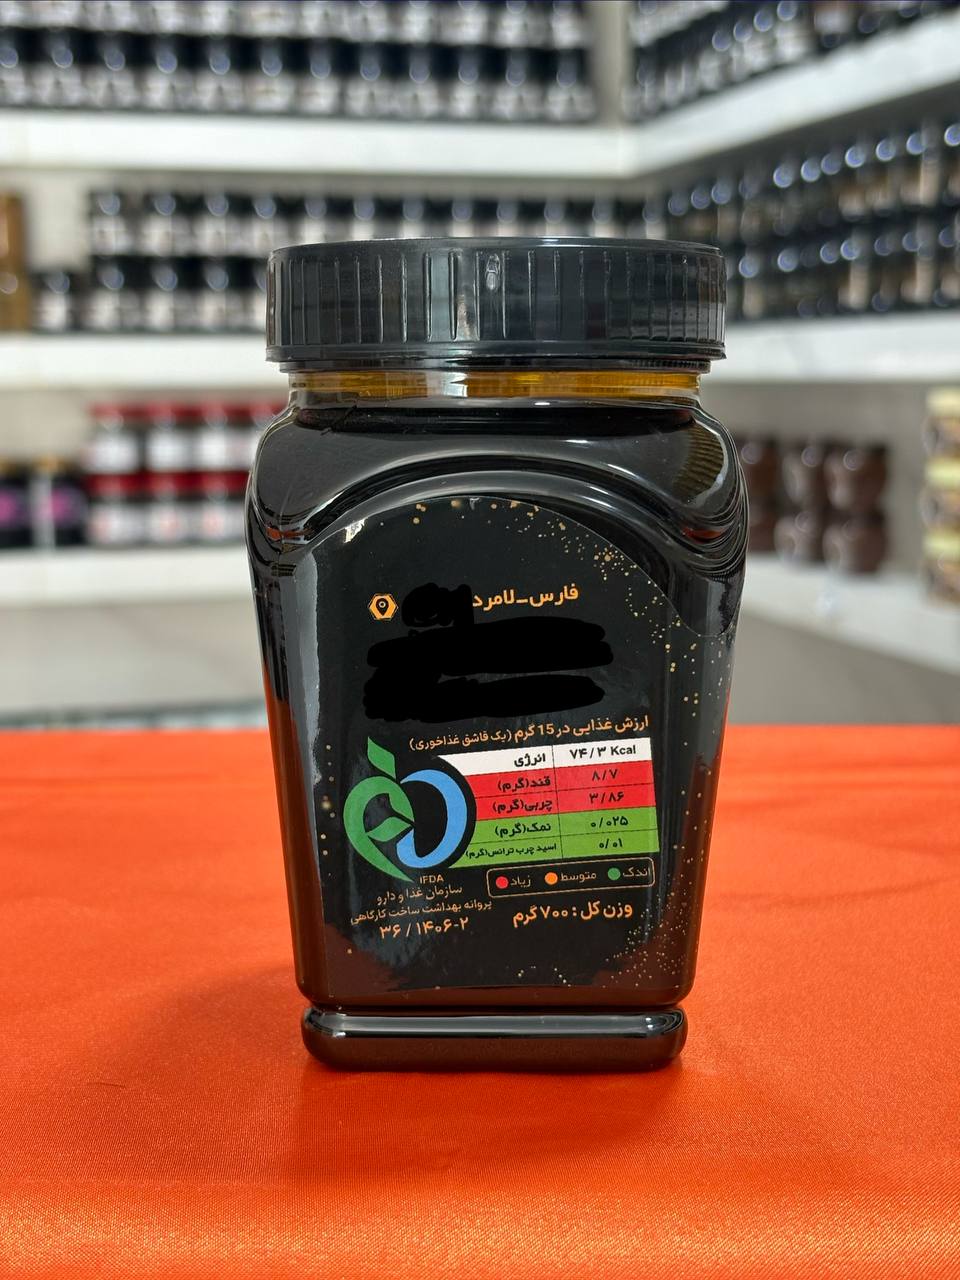 فارس-لامرد
ارزش غذایی در 15 گرم (یک قاشق غذاخوری)
انرژی ۷۴/۳ Kcal
قند(گرم) ۸/۷
چربی(گرم) ۳/۸۶
نمک(گرم) ۰/۰۲۵
اسید چرب ترانس(گرم) ۰/۰۱
اندک متوسط زیاد
IFDA
سازمان غذا و دارو
پروانه بهداشت ساخت کارگاهی
۳۶/۱۴۰۶-۲
وزن کل : ۷۰۰ گرم